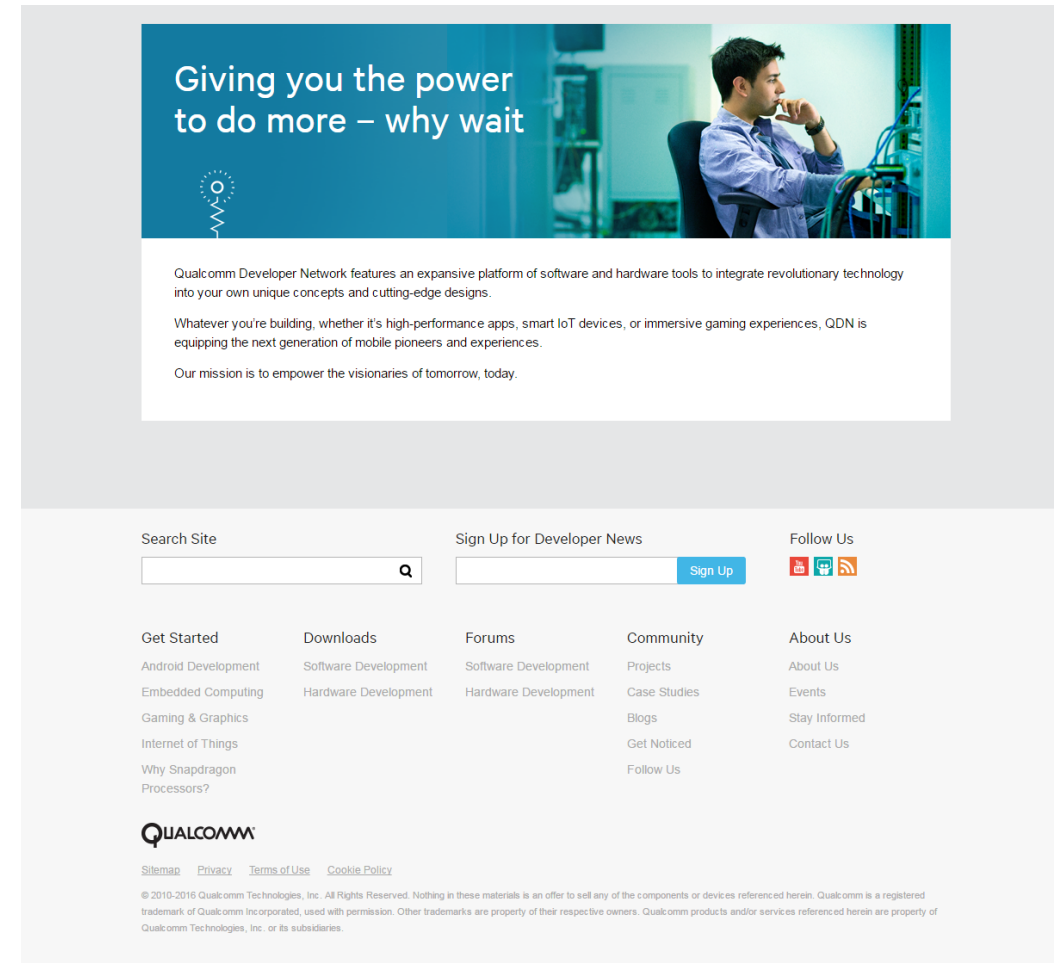 Giving you the power
to do more – why wait
Qualcomm Developer Network features an expansive platform of software and hardware tools to integrate revolutionary technology
into your own unique concepts and cutting-edge designs.
Whatever you're building, whether it's high-performance apps, smart IoT devices, or immersive gaming experiences, QDN is
equipping the next generation of mobile pioneers and experiences.
Our mission is to empower the visionaries of tomorrow, today.
Search Site
Sign Up for Developer News
Sign Up
Follow Us
You Tube
Get Started
Android Development
Embedded Computing
Gaming & Graphics
Internet of Things
Why Snapdragon
Processors?
Downloads
Software Development
Hardware Development
Forums
Software Development
Hardware Development
Community
Projects
Case Studies
Blogs
Get Noticed
Follow Us
About Us
About Us
Events
Stay Informed
Contact Us
QUALCOMM®
Sitemap Privacy Terms of Use Cookie Policy
© 2010-2016 Qualcomm Technologies, Inc. All Rights Reserved. Nothing in these materials is an offer to sell any of the components or devices referenced herein. Qualcomm is a registered
trademark of Qualcomm Incorporated, used with permission. Other trademarks are property of their respective owners. Qualcomm products and/or services referenced herein are property of
Qualcomm Technologies, Inc. or its subsidiaries.